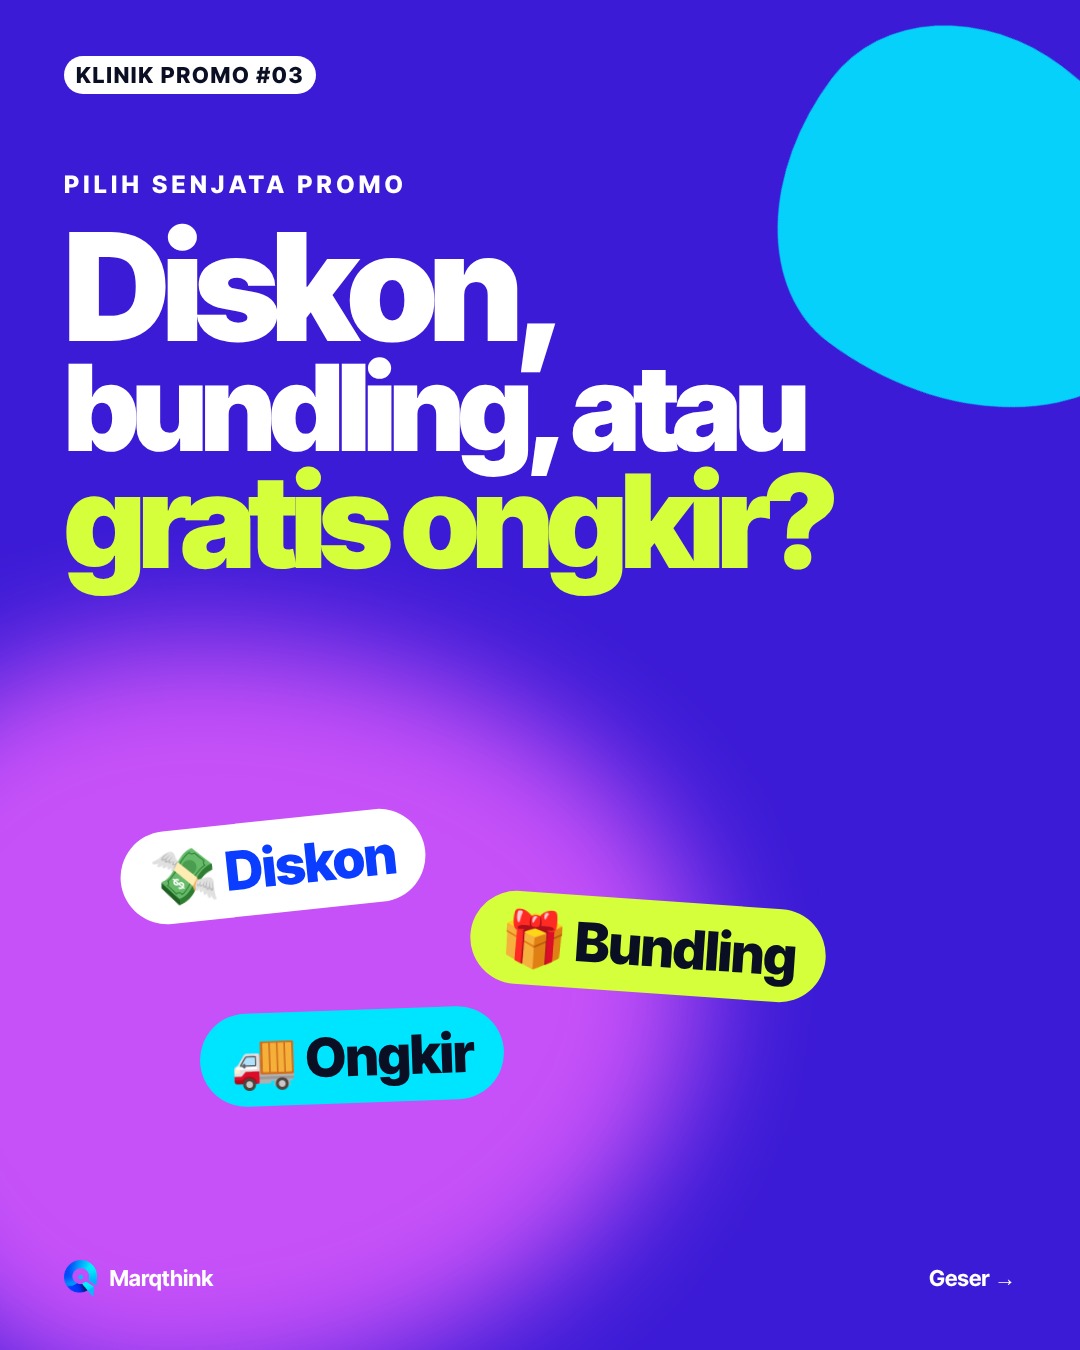 KLINIK PROMO #03
PILIH SENJATA PROMO
Diskon,
bundling, atau
gratis ongkir?
💸 Diskon
🎁 Bundling
🚚 Ongkir
Marqthink
Geser →